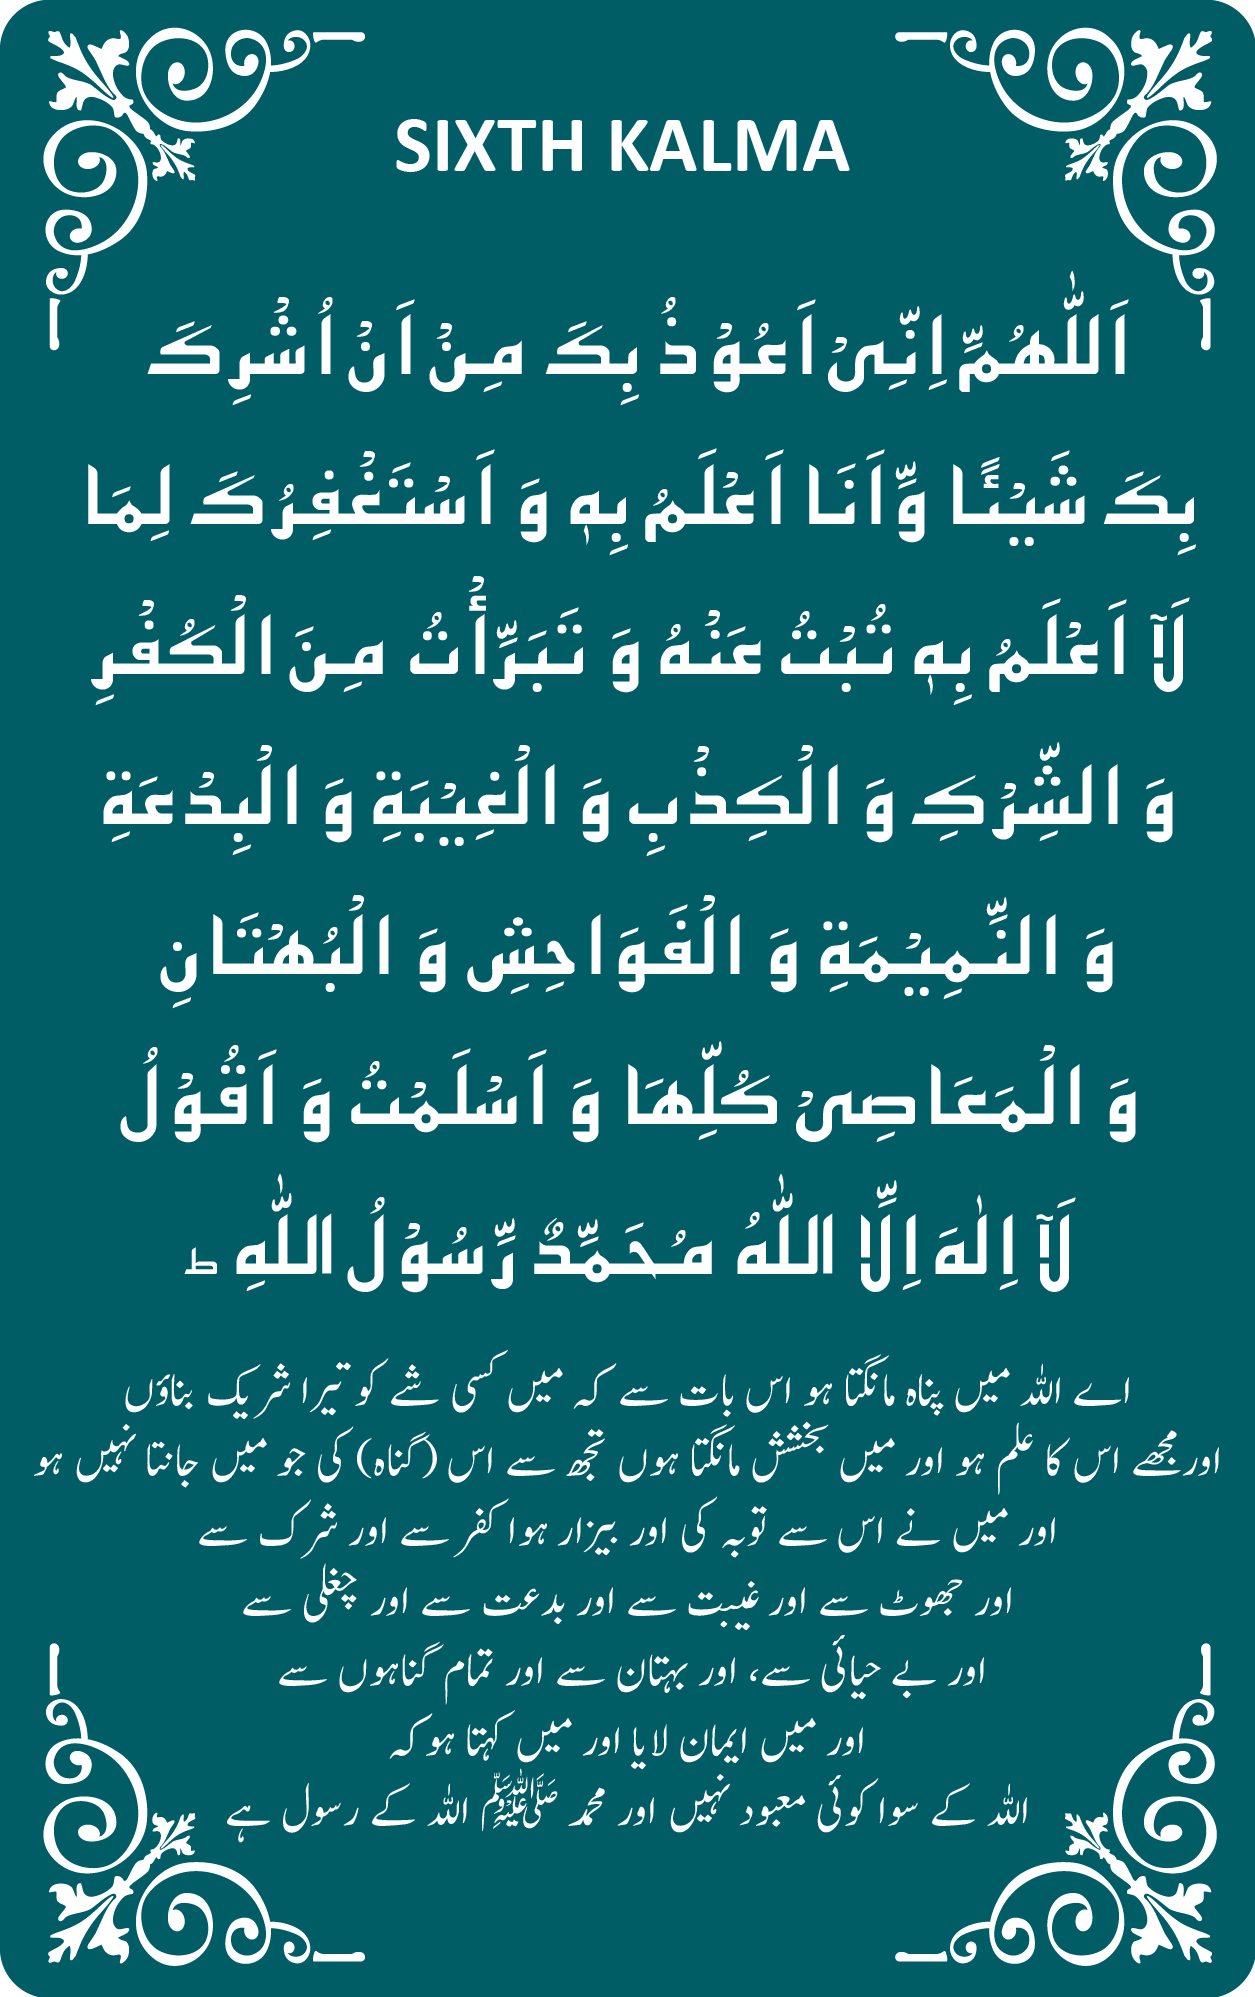 SIXTH KALMA
اَللّٰهُمَّ اِنِّیْ اَعُوْذُ بِكَ مِنْ اَنْ اُشْرِكَ
بِكَ شَیْئًا وَّاَنَا اَعْلَمُ بِهٖ وَ اَسْتَغْفِرُكَ لِمَا
لَآ اَعْلَمُ بِهٖ تُبْتُ عَنْهُ وَ تَبَرَّأْتُ مِنَ الْكُفْرِ
وَ الشِّرْكِ وَ الْكِذْبِ وَ الْغِیْبَةِ وَ الْبِدْعَةِ
وَ النَّمِیْمَةِ وَ الْفَوَاحِشِ وَ الْبُهْتَانِ
وَ الْمَعَاصِیْ كُلِّهَا وَ اَسْلَمْتُ وَ اَقُوْلُ
لَآ اِلٰهَ اِلَّا اللّٰهُ مُحَمَّدٌ رَّسُوْلُ اللّٰهِ ؕ
اے اللہ میں پناہ مانگتا ہو اس بات سے کہ میں کسی شے کو تیرا شریک بناؤں
اورمجھے اس کا علم ہو اور میں بخشش مانگتا ہوں تجھ سے اس (گناہ) کی جو میں جانتا نہیں ہو
اور میں نے اس سے توبہ کی اور بیزار ہوا کفر سے اور شرک سے
اور جھوٹ سے اور غیبت سے اور بدعت سے اور چغلی سے
اور بے حیائی سے، اور بہتان سے اور تمام گناہوں سے
اور میں ایمان لایا اور میں کہتا ہو کہ
اللہ کے سوا کوئی معبود نہیں اور محمد ﷺ اللہ کے رسول ہے